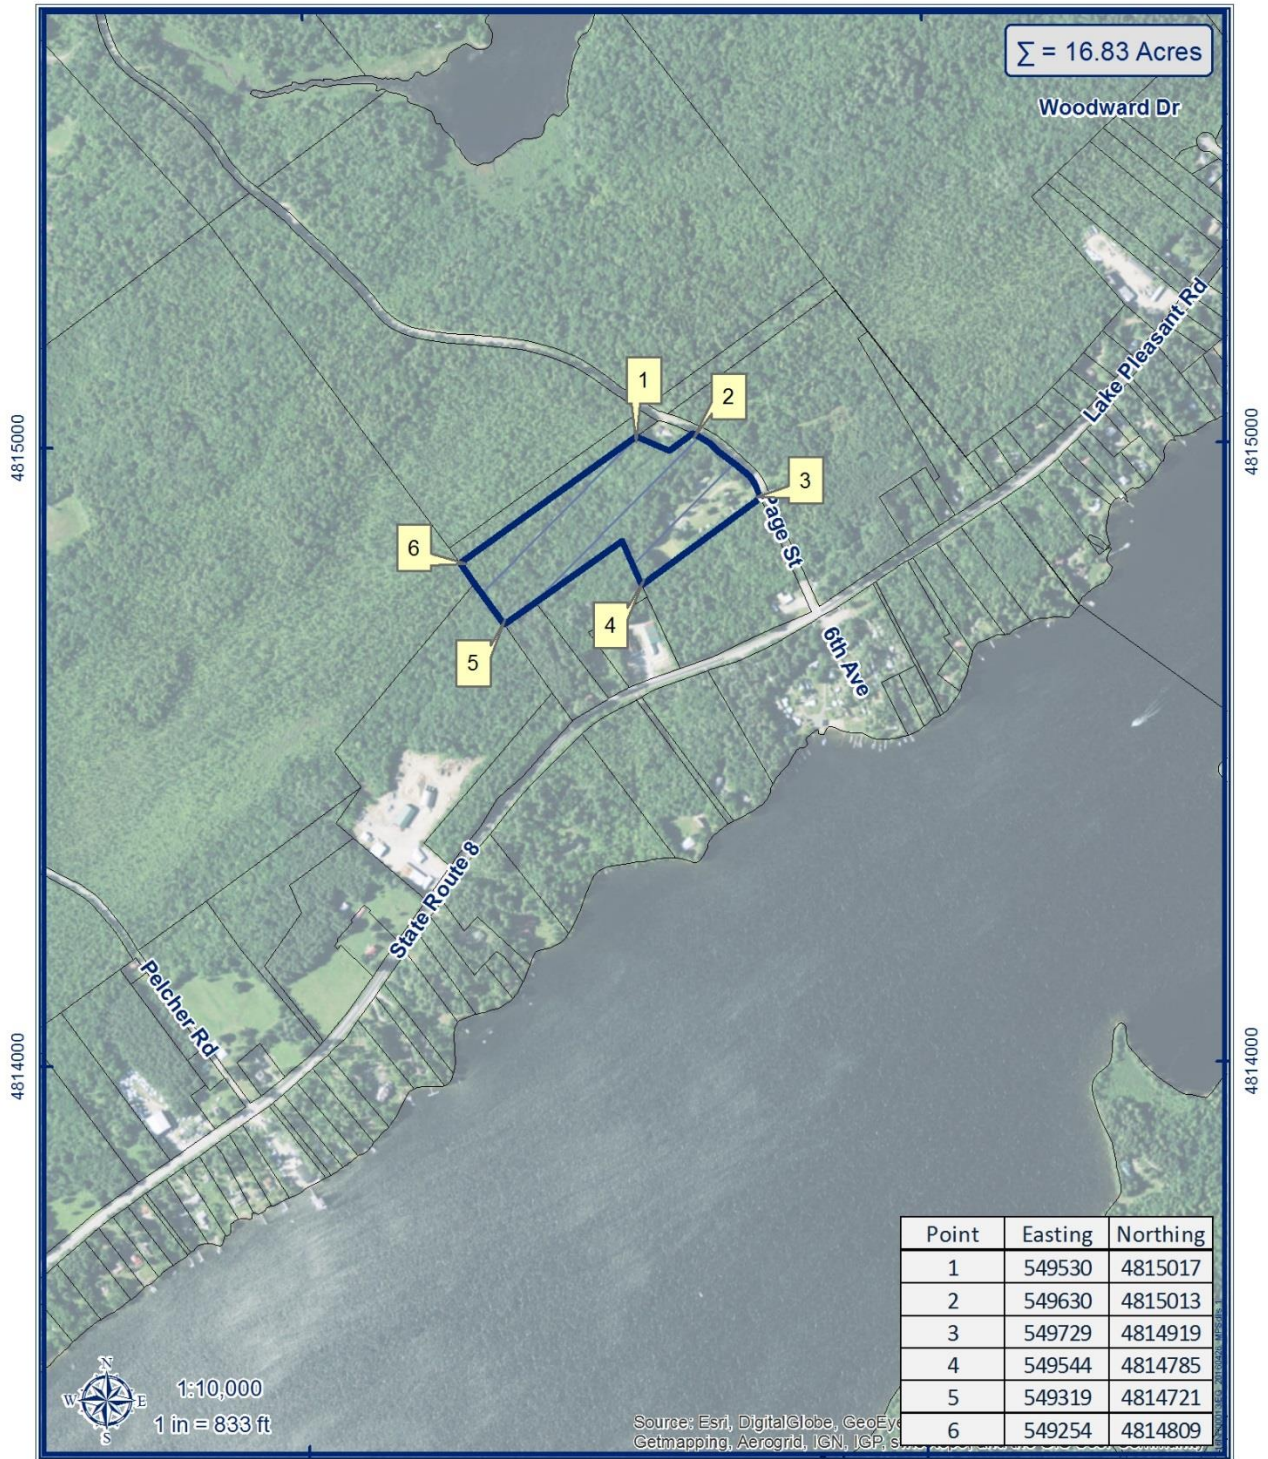 ∑ = 16.83 Acres
Woodward Dr
Lake Pleasant Rd
1
2
3
Page St
4815000
4815000
6
4
5
6th Ave
State Route 8
Pelcher Rd
4814000
4814000
Point Easting Northing
1 549530 4815017
2 549630 4815013
3 549729 4814919
4 549544 4814785
5 549319 4814721
6 549254 4814809
N
W E
S
1:10,000
1 in = 833 ft
Source: Esri, DigitalGlobe, GeoEye
Getmapping, Aerogrid, IGN, IGP,